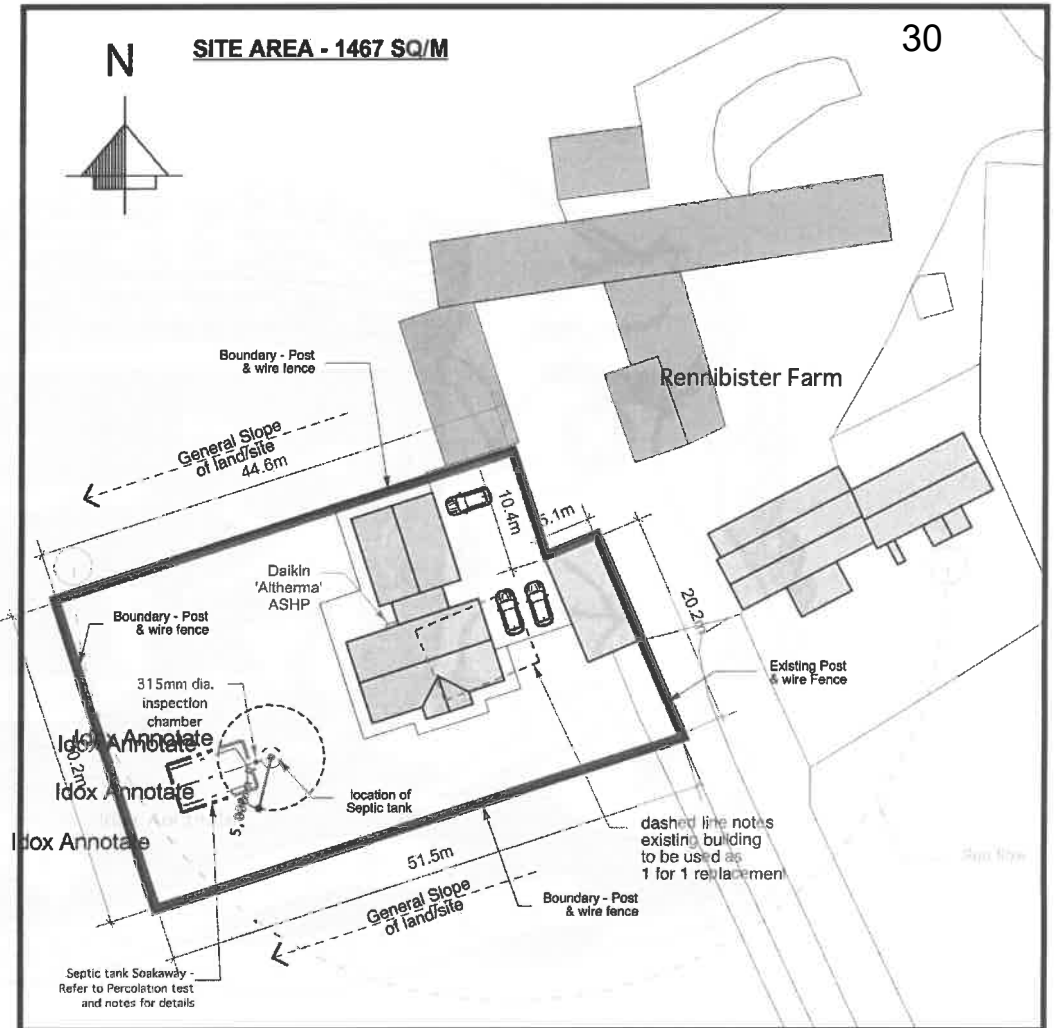 N
SITE AREA - 1467 SQ/M
30
Boundary - Post
& wire fence
Rennibister Farm
General Slope
of land/site
44.6m
10.4m
5.1m
Daikin
'Altherma'
ASHP
20.2m
Boundary - Post
& wire fence
Existing Post
& wire Fence
315mm dia.
inspection
chamber
Idox Annotate
Idox Annotate
Idox Annotate
Idox Annotate
location of
Septic tank
dashed line notes
existing building
to be used as
1 for 1 replacement
51.5m
General Slope
of land/site
Boundary - Post
& wire fence
Septic tank Soakaway -
Refer to Percolation test
and notes for details